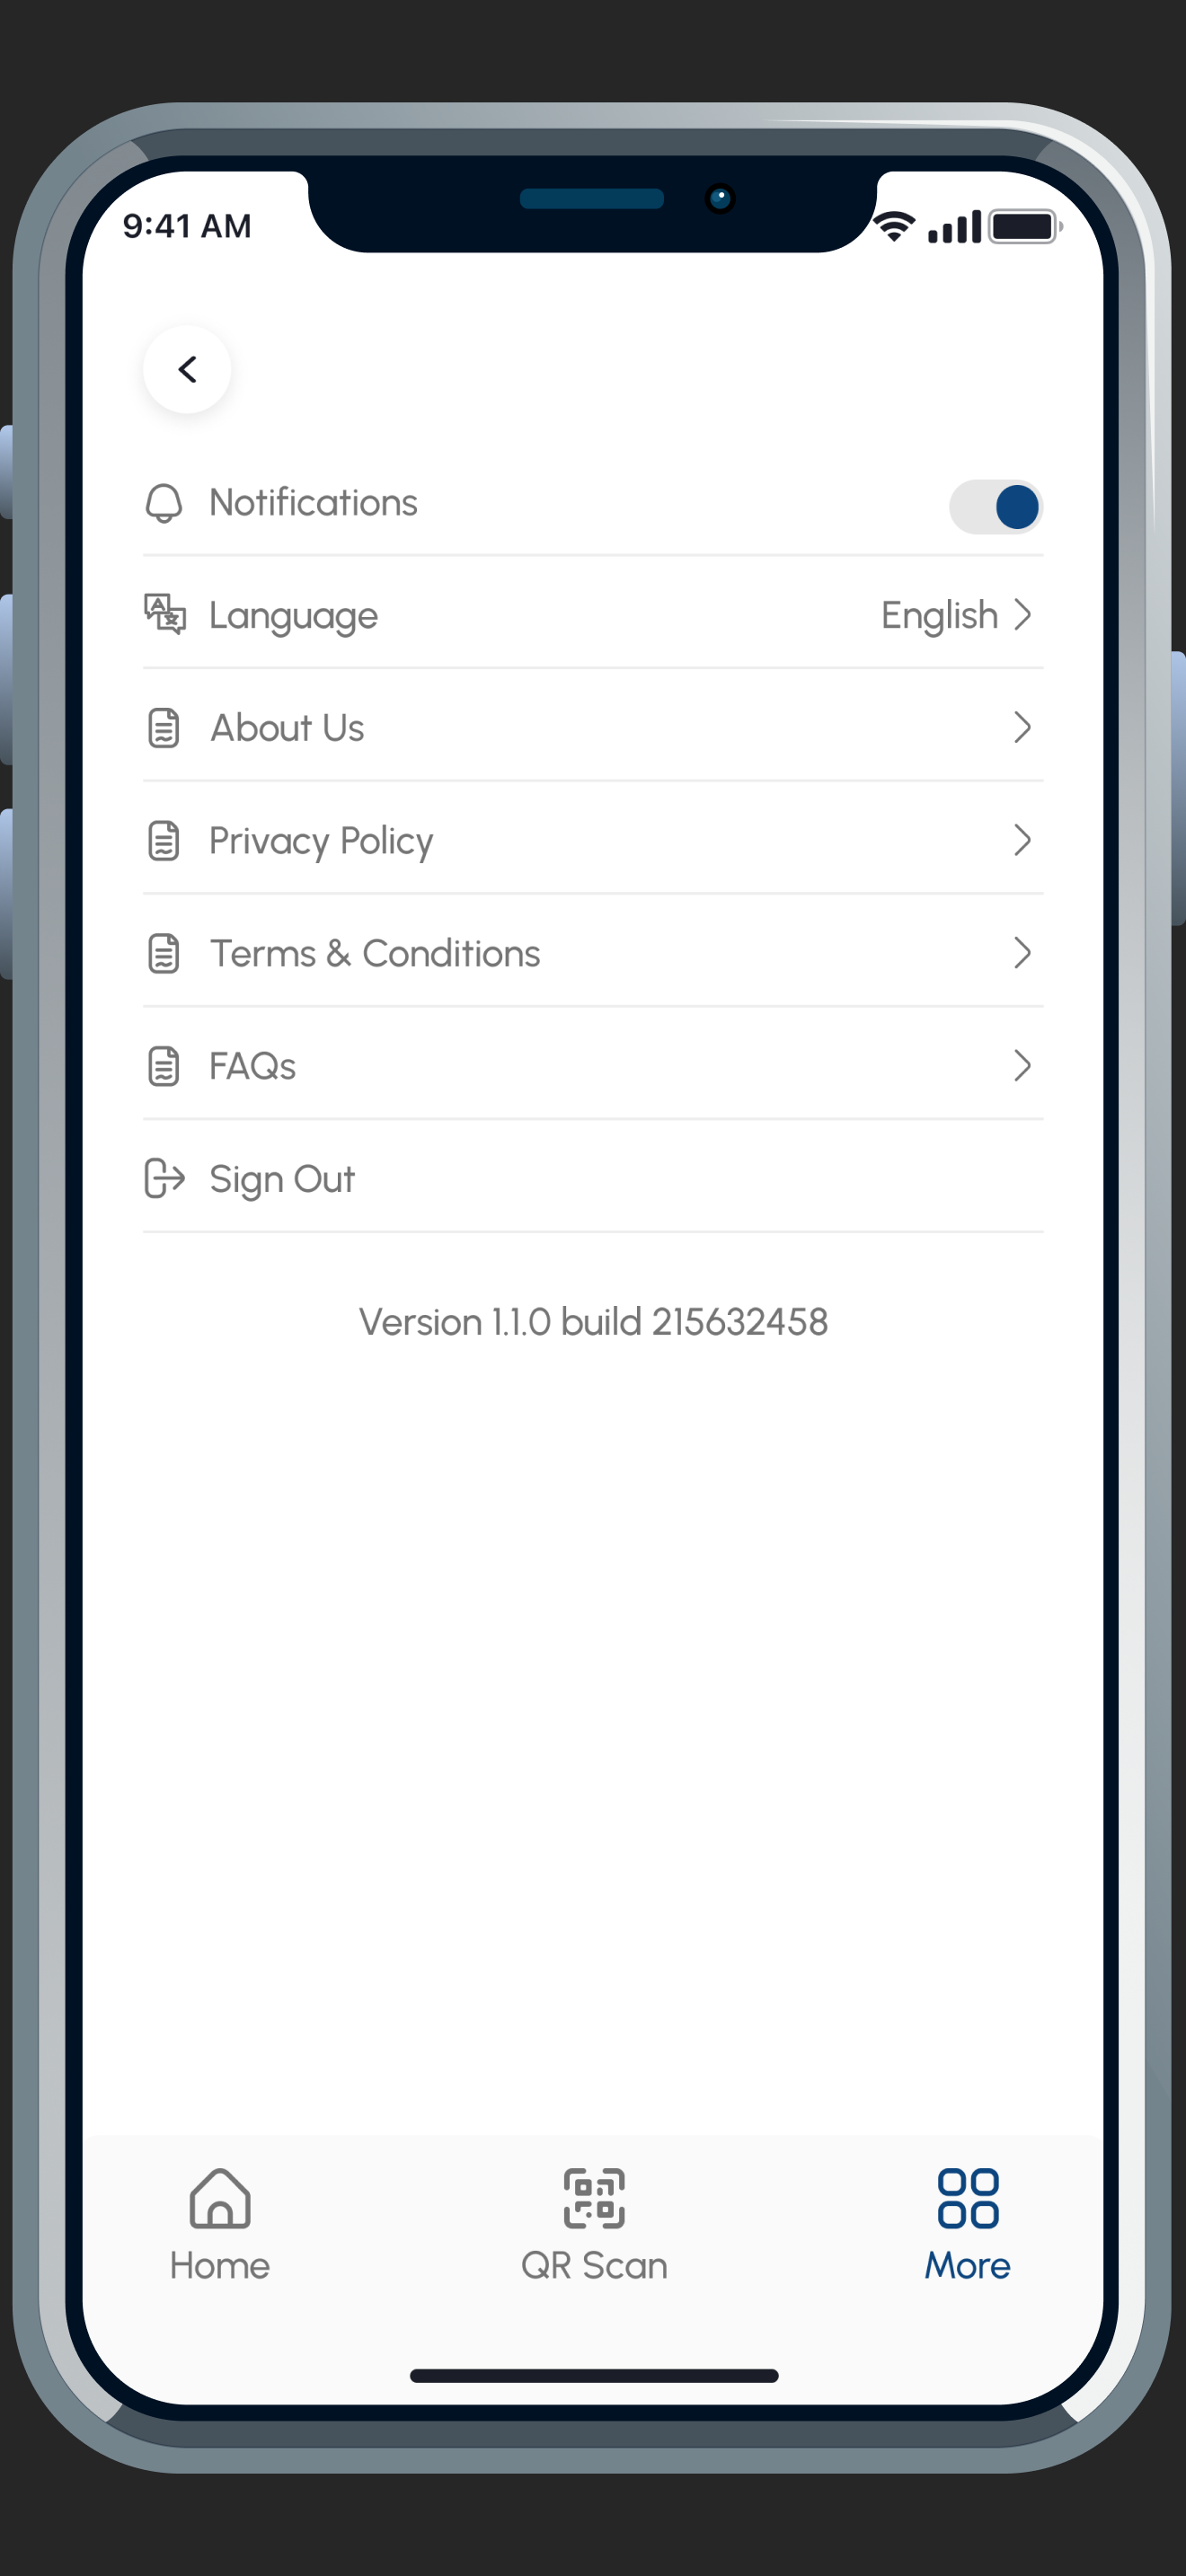 9:41 AM
Notifications
Language English
About Us
Privacy Policy
Terms & Conditions
FAQs
Sign Out
Version 1.1.0 build 215632458
Home QR Scan More